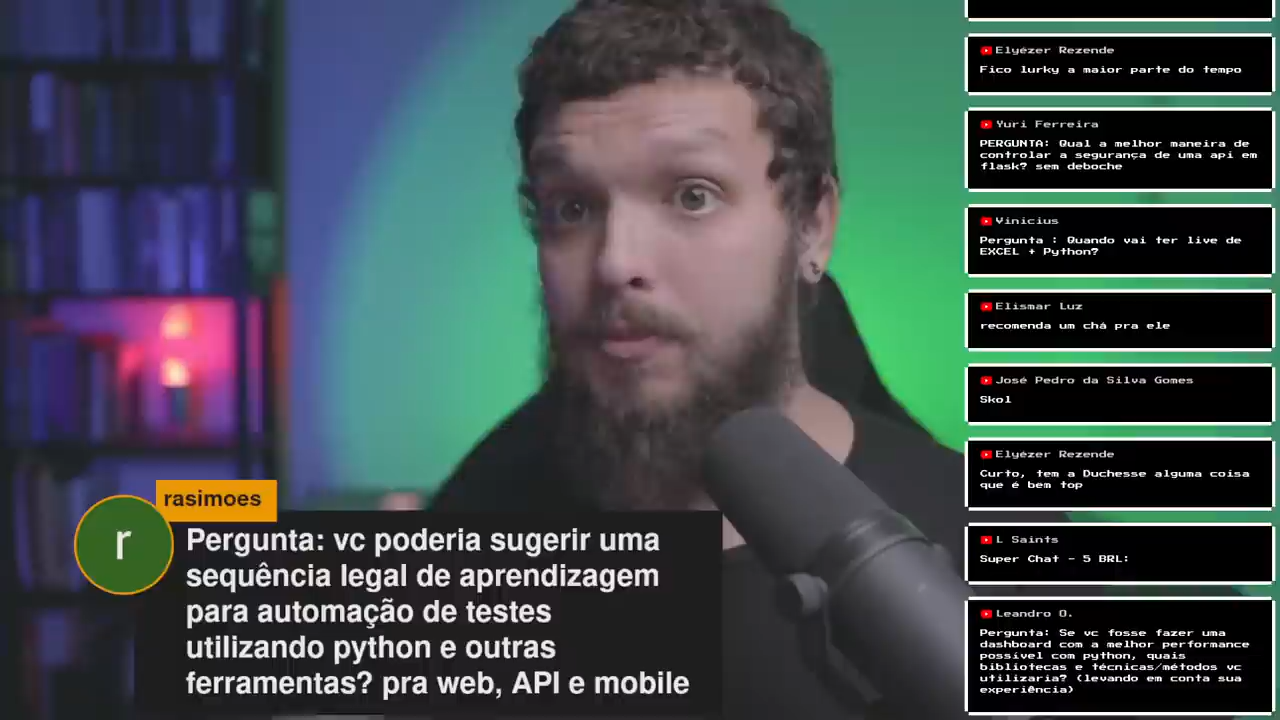 rasimoes
r
Pergunta: vc poderia sugerir uma
sequência legal de aprendizagem
para automação de testes
utilizando python e outras
ferramentas? pra web, API e mobile
Elyézer Rezende
Fico lurky a maior parte do tempo
Yuri Ferreira
PERGUNTA: Qual a melhor maneira de
controlar a segurança de uma api em
flask? sem deboche
Vinicius
Pergunta : Quando vai ter live de
EXCEL + Python?
Elismar Luz
recomenda um chá pra ele
José Pedro da Silva Gomes
Skol
Elyézer Rezende
Curto, tem a Duchesse alguma coisa
que é bem top
L Saints
Super Chat - 5 BRL:
Leandro O.
Pergunta: Se vc fosse fazer uma
dashboard com a melhor performance
possível com python, quais
bibliotecas e técnicas/métodos vc
utilizaria? (levando em conta sua
experiência)